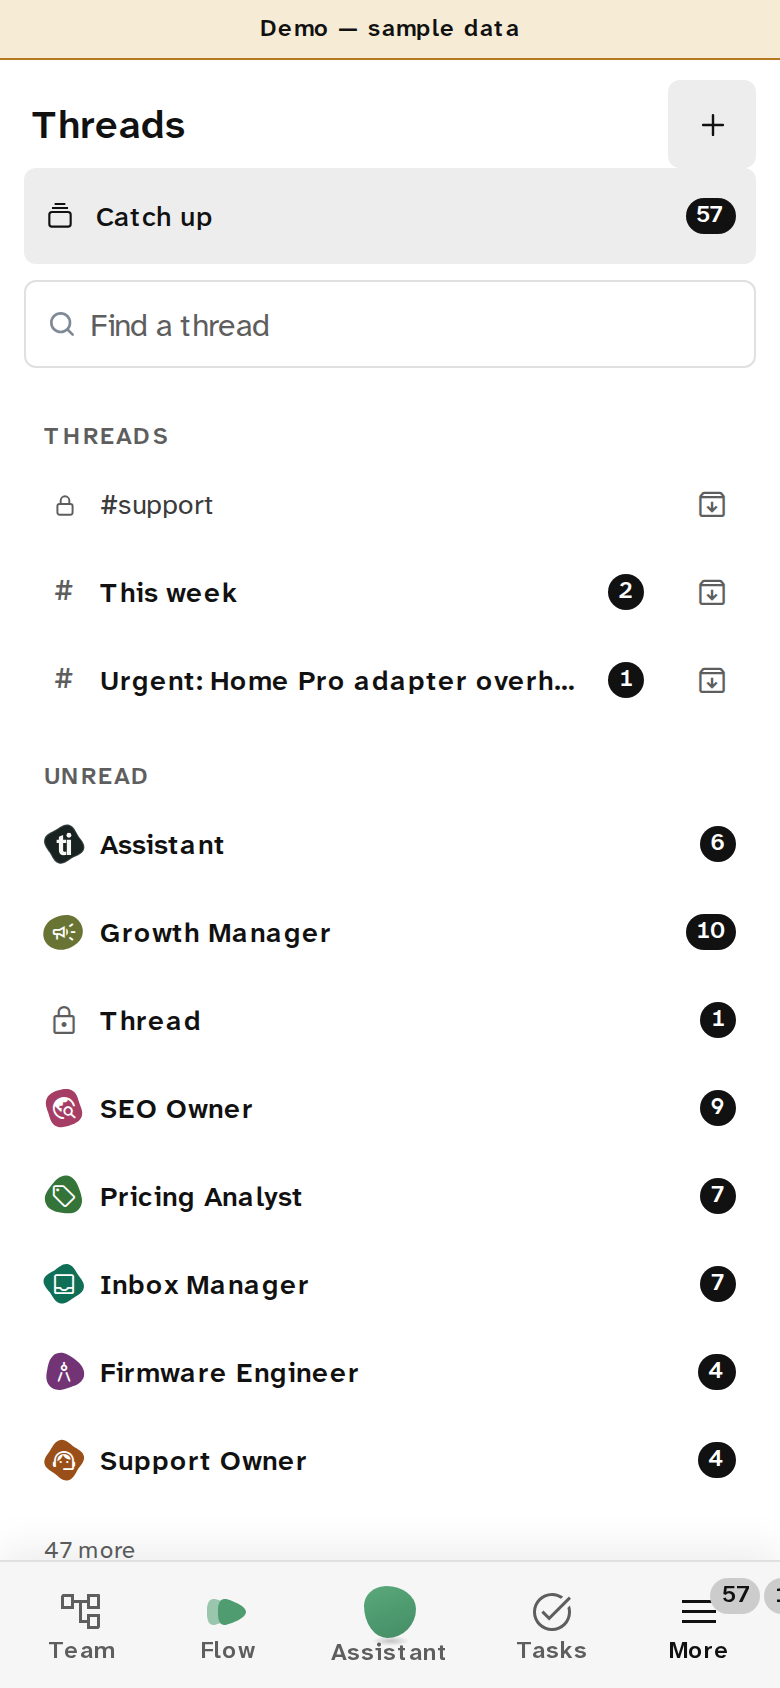 Demo — sample data
Threads
Catch up 57
Find a thread
THREADS
#support
# This week 2
# Urgent: Home Pro adapter overh... 1
UNREAD
ti Assistant 6
Growth Manager 10
Thread 1
SEO Owner 9
Pricing Analyst 7
Inbox Manager 7
Firmware Engineer 4
Support Owner 4
47 more
57
Team Flow Assistant Tasks More